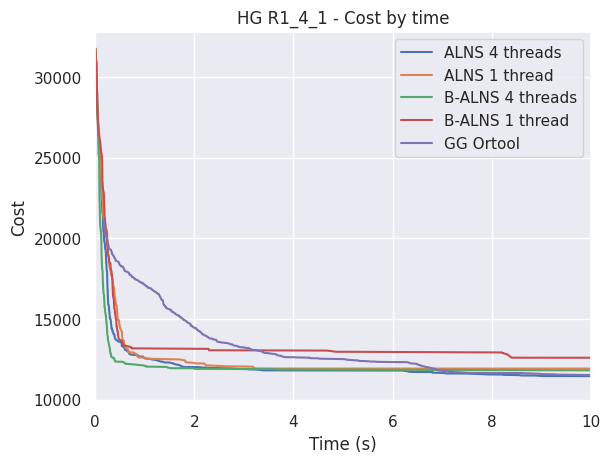 HG R1_4_1 - Cost by time
ALNS 4 threads
ALNS 1 thread
B-ALNS 4 threads
B-ALNS 1 thread
GG Ortool
Cost
30000
25000
20000
15000
10000
0
2
4
6
8
10
Time (s)